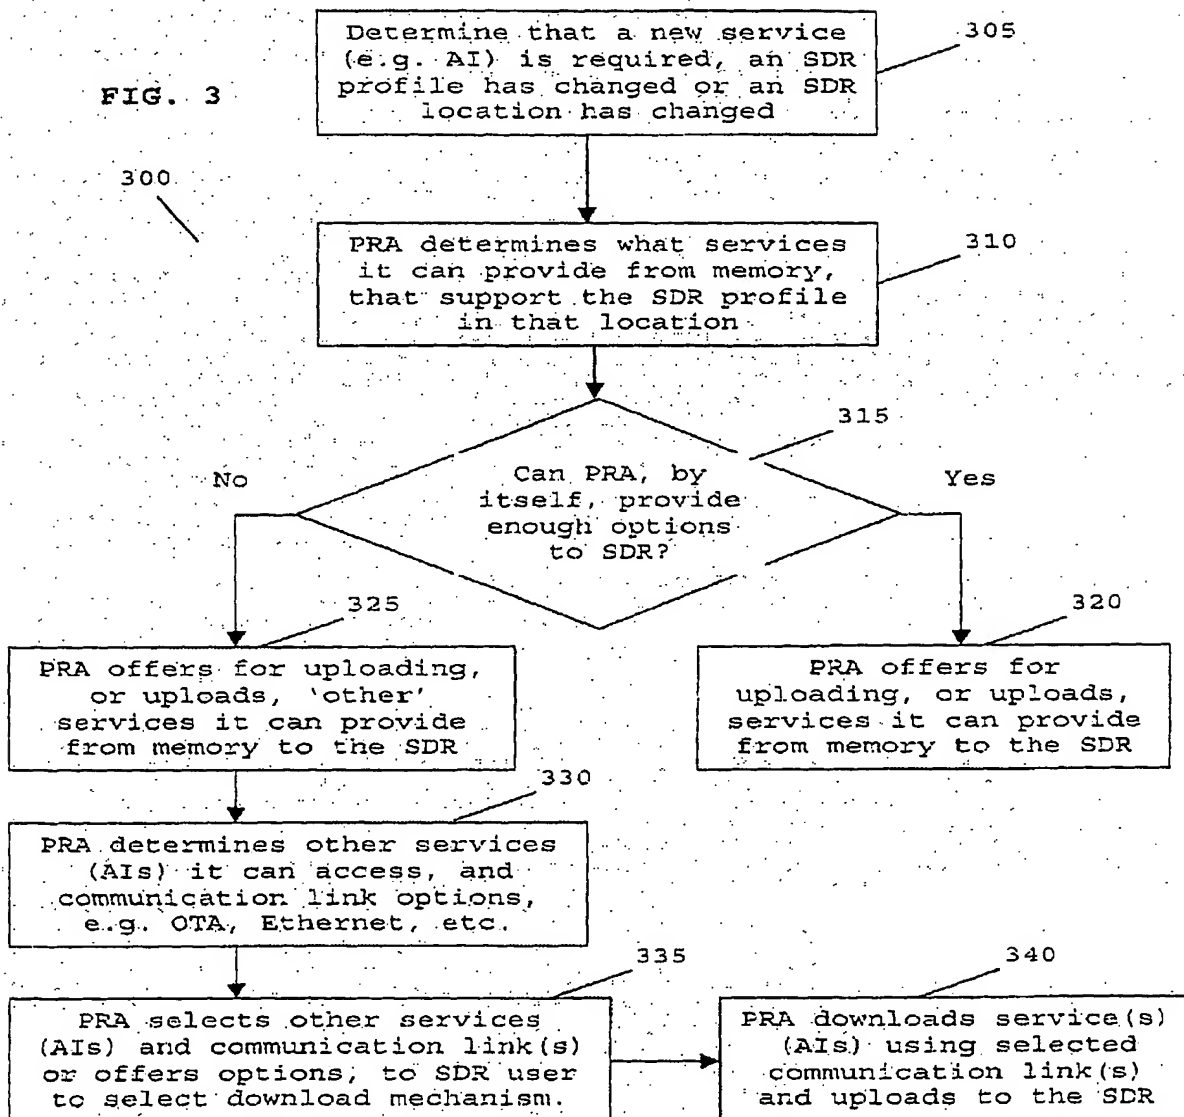 Determine that a new service
(e.g. AI) is required, an SDR
profile has changed or an SDR
location has changed
305
FIG. 3
300
PRA determines what services
it can provide from memory,
that support the SDR profile
in that location
310
315
No
Can PRA, by
itself, provide
enough options
to SDR?
Yes
325
320
PRA offers for uploading,
or uploads, 'other'
services it can provide
from memory to the SDR
PRA offers for
uploading, or uploads,
services it can provide
from memory to the SDR
330
PRA determines other services
(AIs) it can access, and
communication link options,
e.g. OTA, Ethernet, etc.
335
340
PRA selects other services
(AIs) and communication link(s)
or offers options, to SDR user
to select download mechanism.
PRA downloads service(s)
(AIs) using selected
communication link(s)
and uploads to the SDR